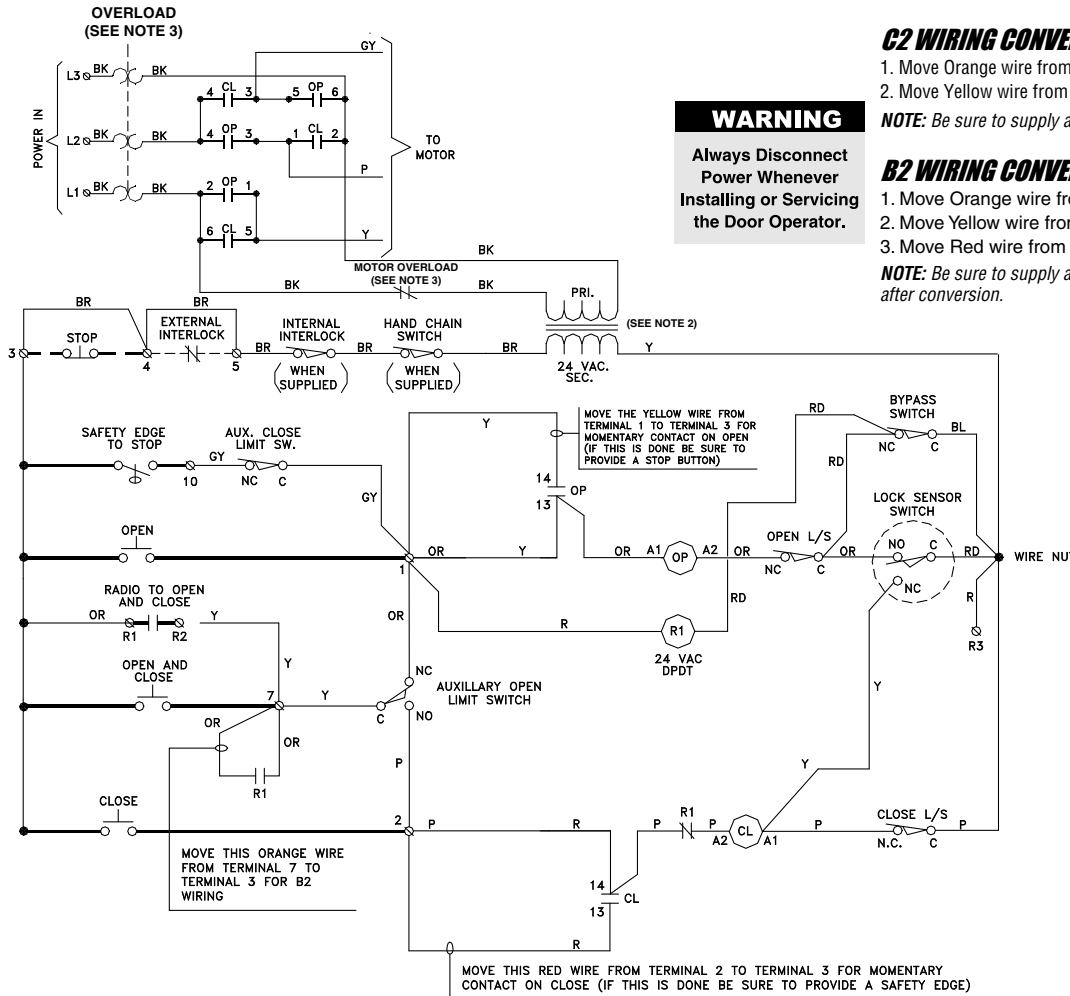 OVERLOAD
(SEE NOTE 3)
GY
L3 BK BK
4 CL 3 5 OP 6
POWER IN
L2 BK BK
4 OP 3 1 CL 2
TO
MOTOR
P
L1 BK BK
2 OP 1
6 CL 5 Y
BK
MOTOR OVERLOAD
(SEE NOTE 3)
BK BK
PRI.
(SEE NOTE 2)
24 VAC.
SEC.
Y
C2 WIRING CONVE
1. Move Orange wire from
2. Move Yellow wire from
NOTE: Be sure to supply a
WARNING
Always Disconnect
Power Whenever
Installing or Servicing
the Door Operator.
B2 WIRING CONVE
1. Move Orange wire fro
2. Move Yellow wire from
3. Move Red wire from
NOTE: Be sure to supply a
after conversion.
BR BR
STOP
EXTERNAL
INTERLOCK
INTERNAL
INTERLOCK
HAND CHAIN
SWITCH
3 4 5 BR BR BR
(WHEN
SUPPLIED)
(WHEN
SUPPLIED)
SAFETY EDGE
TO STOP
AUX. CLOSE
LIMIT SW.
10 GY NC C
GY
Y
MOVE THE YELLOW WIRE FROM
TERMINAL 1 TO TERMINAL 3 FOR
MOMENTARY CONTACT ON OPEN
(IF THIS IS DONE BE SURE TO
PROVIDE A STOP BUTTON)
14
OP
13
RD
BYPASS
SWITCH
BL
NC C
RD
LOCK SENSOR
SWITCH
OPEN
1 OR Y OR A1 OP A2 OR
OPEN L/S
NC C OR NO C RD
NC
WIRE NU
RD
R
R3
RADIO TO OPEN
AND CLOSE
OR R1 R2 Y
OR
R R1
24 VAC
DPDT
OPEN AND
CLOSE
Y
7 Y C
NC
NO
AUXILLARY OPEN
LIMIT SWITCH
Y
OR
OR
R1
P
Y
CLOSE
2 P R P R1 P CL
A2 A1
P
CLOSE L/S
N.C. C P
MOVE THIS ORANGE WIRE
FROM TERMINAL 7 TO
TERMINAL 3 FOR B2
WIRING
14
CL
13
R
MOVE THIS RED WIRE FROM TERMINAL 2 TO TERMINAL 3 FOR MOMENTARY
CONTACT ON CLOSE (IF THIS IS DONE BE SURE TO PROVIDE A SAFETY EDGE)